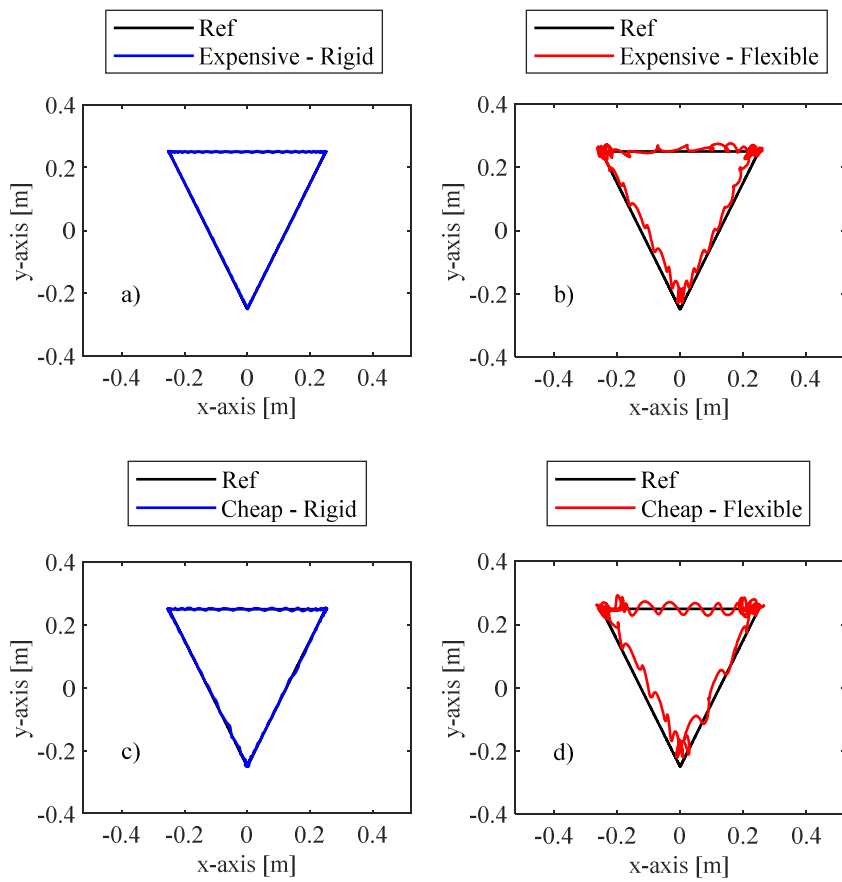 Ref
Expensive - Rigid
0.4
0.2
0
-0.2
-0.4
y-axis [m]
a)
-0.4 -0.2 0 0.2 0.4
x-axis [m]
Ref
Expensive - Flexible
0.4
0.2
0
-0.2
-0.4
y-axis [m]
b)
-0.4 -0.2 0 0.2 0.4
x-axis [m]
Ref
Cheap - Rigid
0.4
0.2
0
-0.2
-0.4
y-axis [m]
c)
-0.4 -0.2 0 0.2 0.4
x-axis [m]
Ref
Cheap - Flexible
0.4
0.2
0
-0.2
-0.4
y-axis [m]
d)
-0.4 -0.2 0 0.2 0.4
x-axis [m]